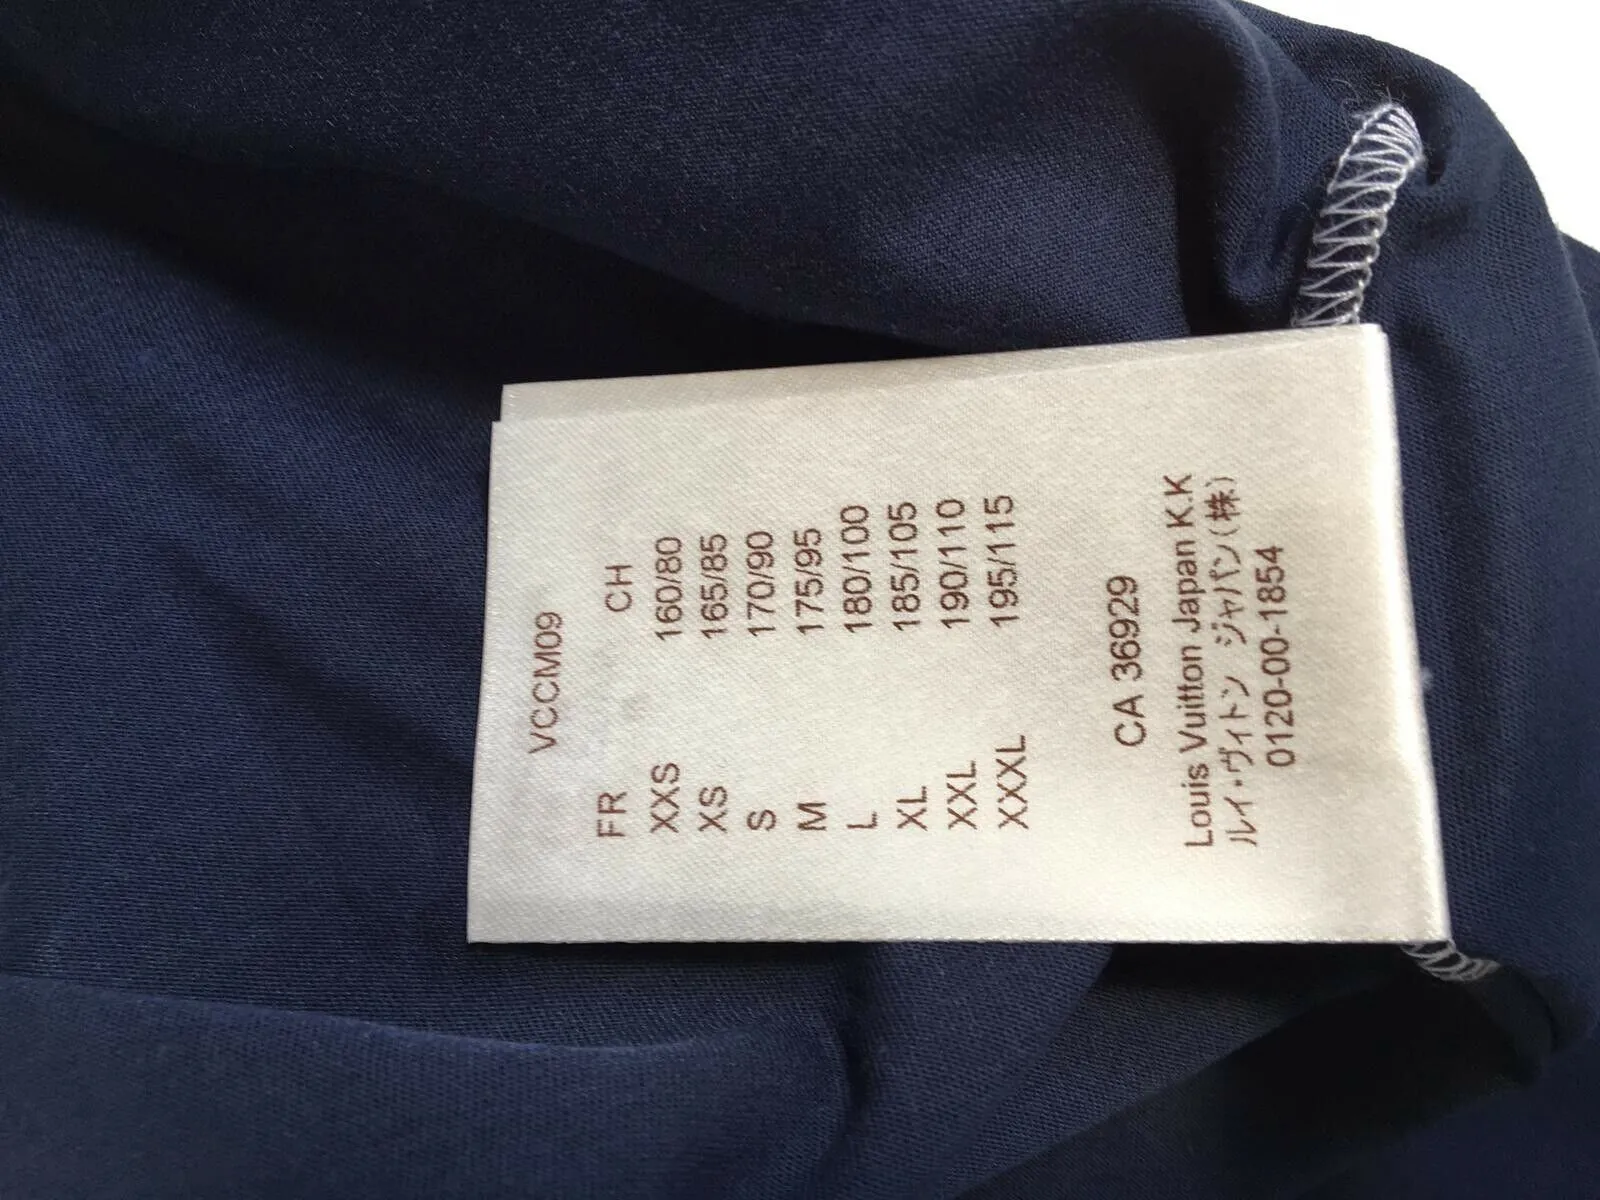 VCCM09
FR CH
XXS 160/80
XS 165/85
S 170/90
M 175/95
L 180/100
XL 185/105
XXL 190/110
XXXL 195/115
CA 36929
Louis Vuitton Japan K.K
ルイ・ヴィトン ジャパン(株)
0120-00-1854